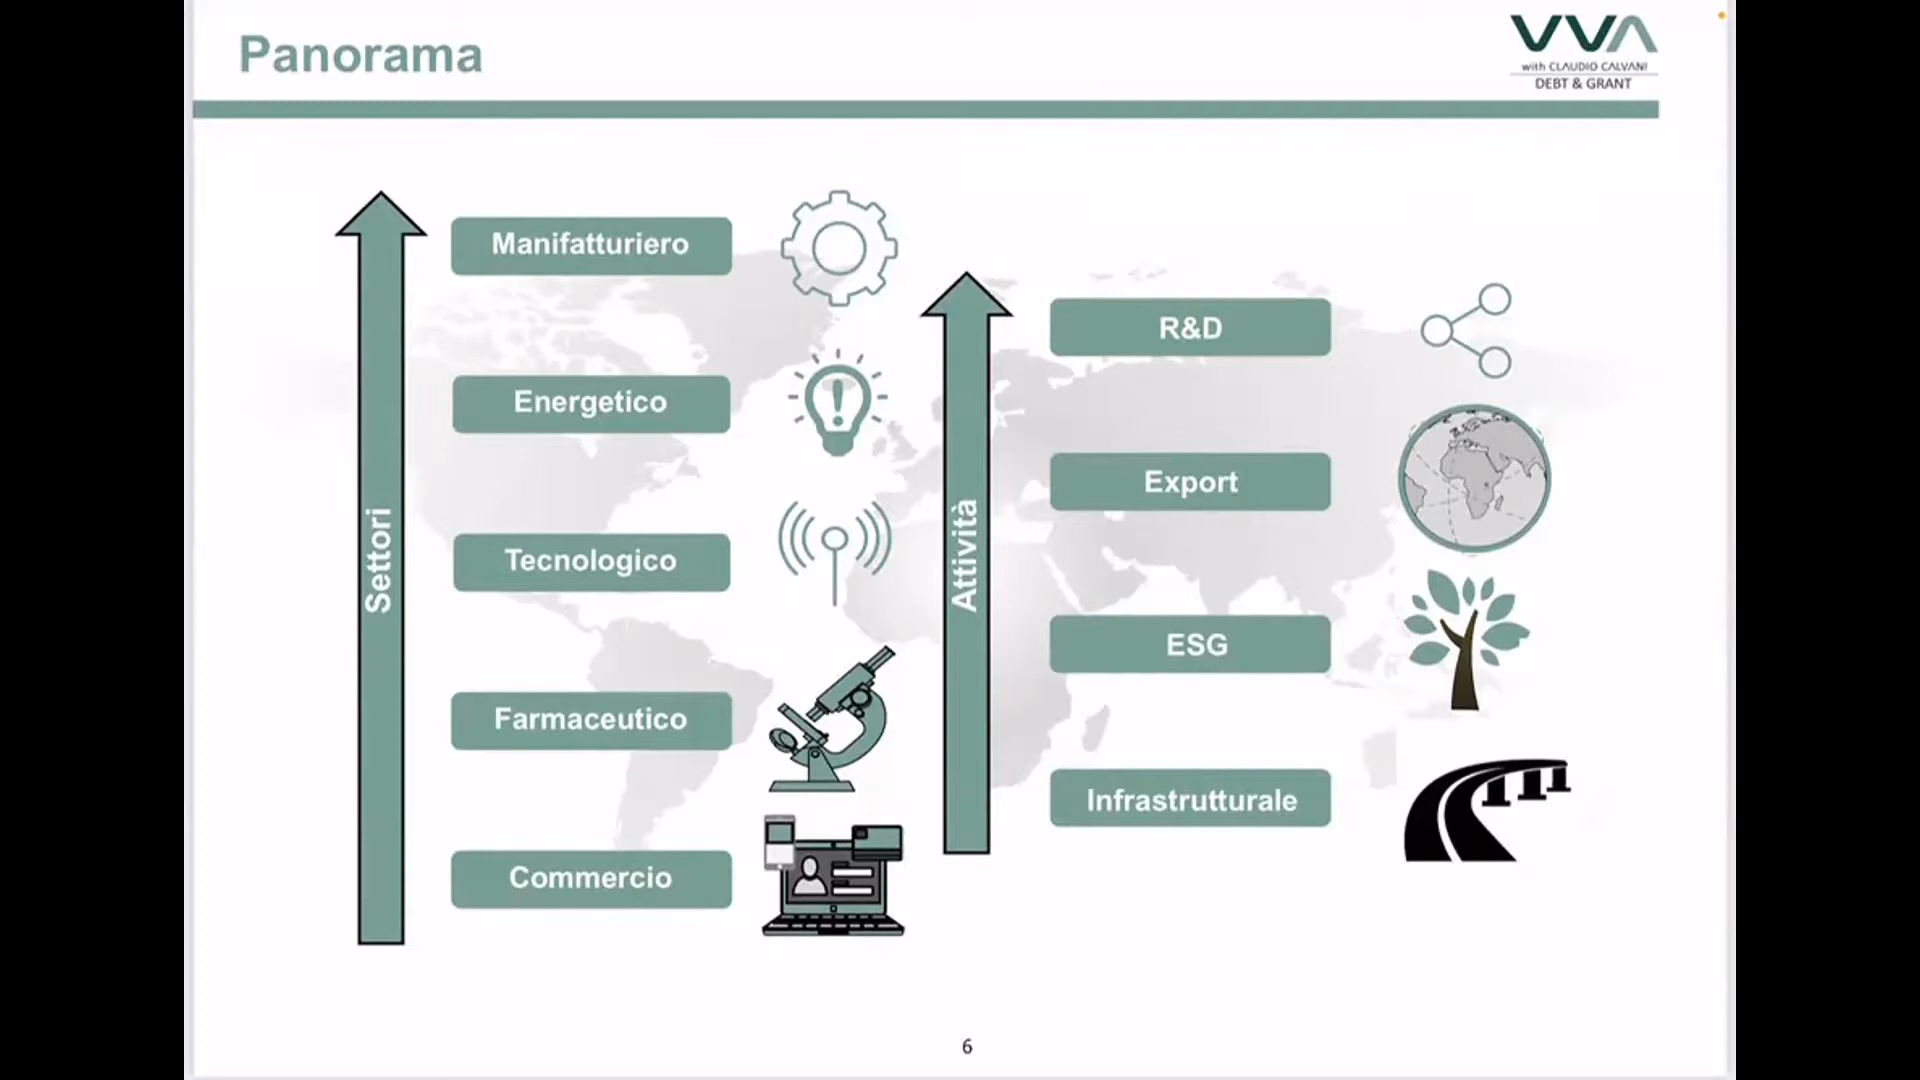 Panorama
VVA
with CLAUDIO CALVANI
DEBT & GRANT
Settori
Manifatturiero
Energetico
Tecnologico
Farmaceutico
Commercio
Attività
R&D
Export
ESG
Infrastrutturale
6